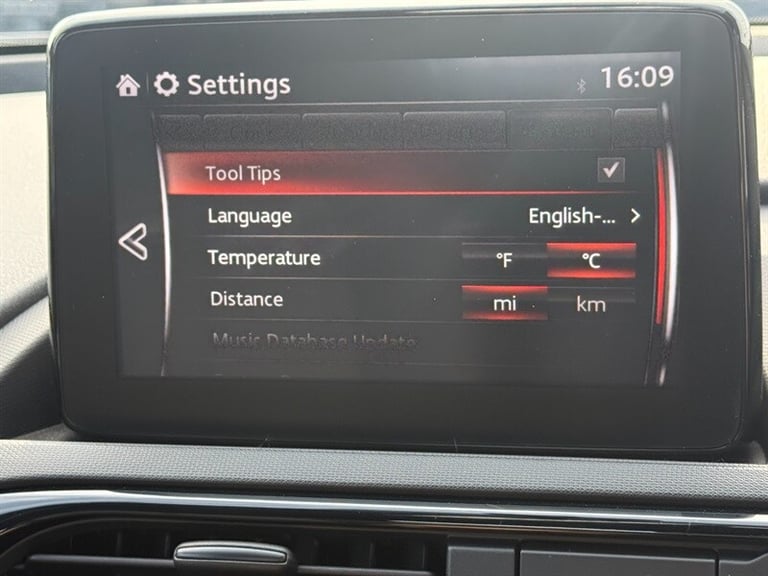 Settings 16:09
Tool Tips
Language English-... >
Temperature °F °C
Distance mi km
Music Database Update